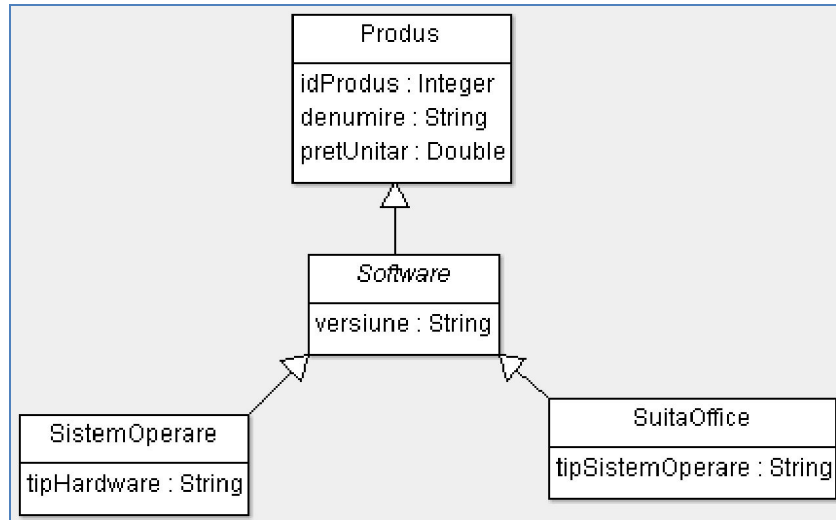 Produs
idProdus : Integer
denumire : String
pretUnitar : Double
Software
versiune : String
SistemOperare
tipHardware : String
SuitaOffice
tipSistemOperare : String